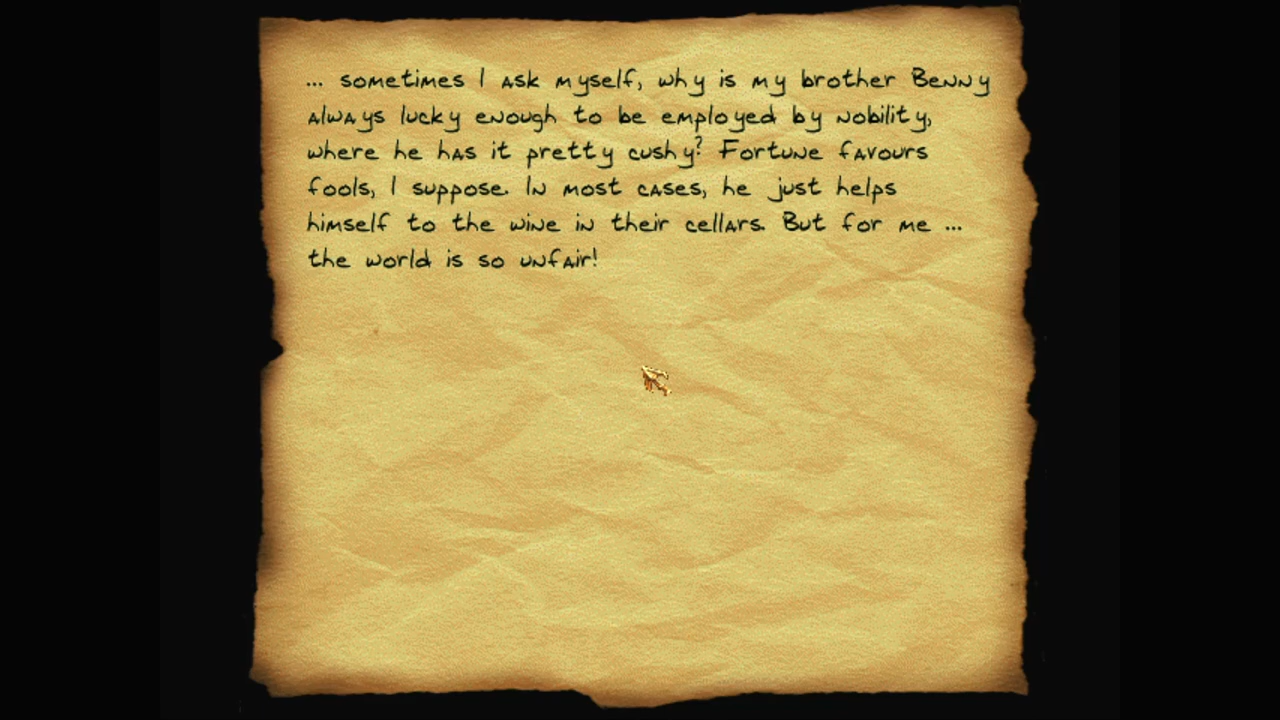 ... sometimes I ask myself, why is my brother Benny
always lucky enough to be employed by nobility,
where he has it pretty cushy? Fortune favours
fools, I suppose. In most cases, he just helps
himself to the wine in their cellars. But for me ...
the world is so unfair!